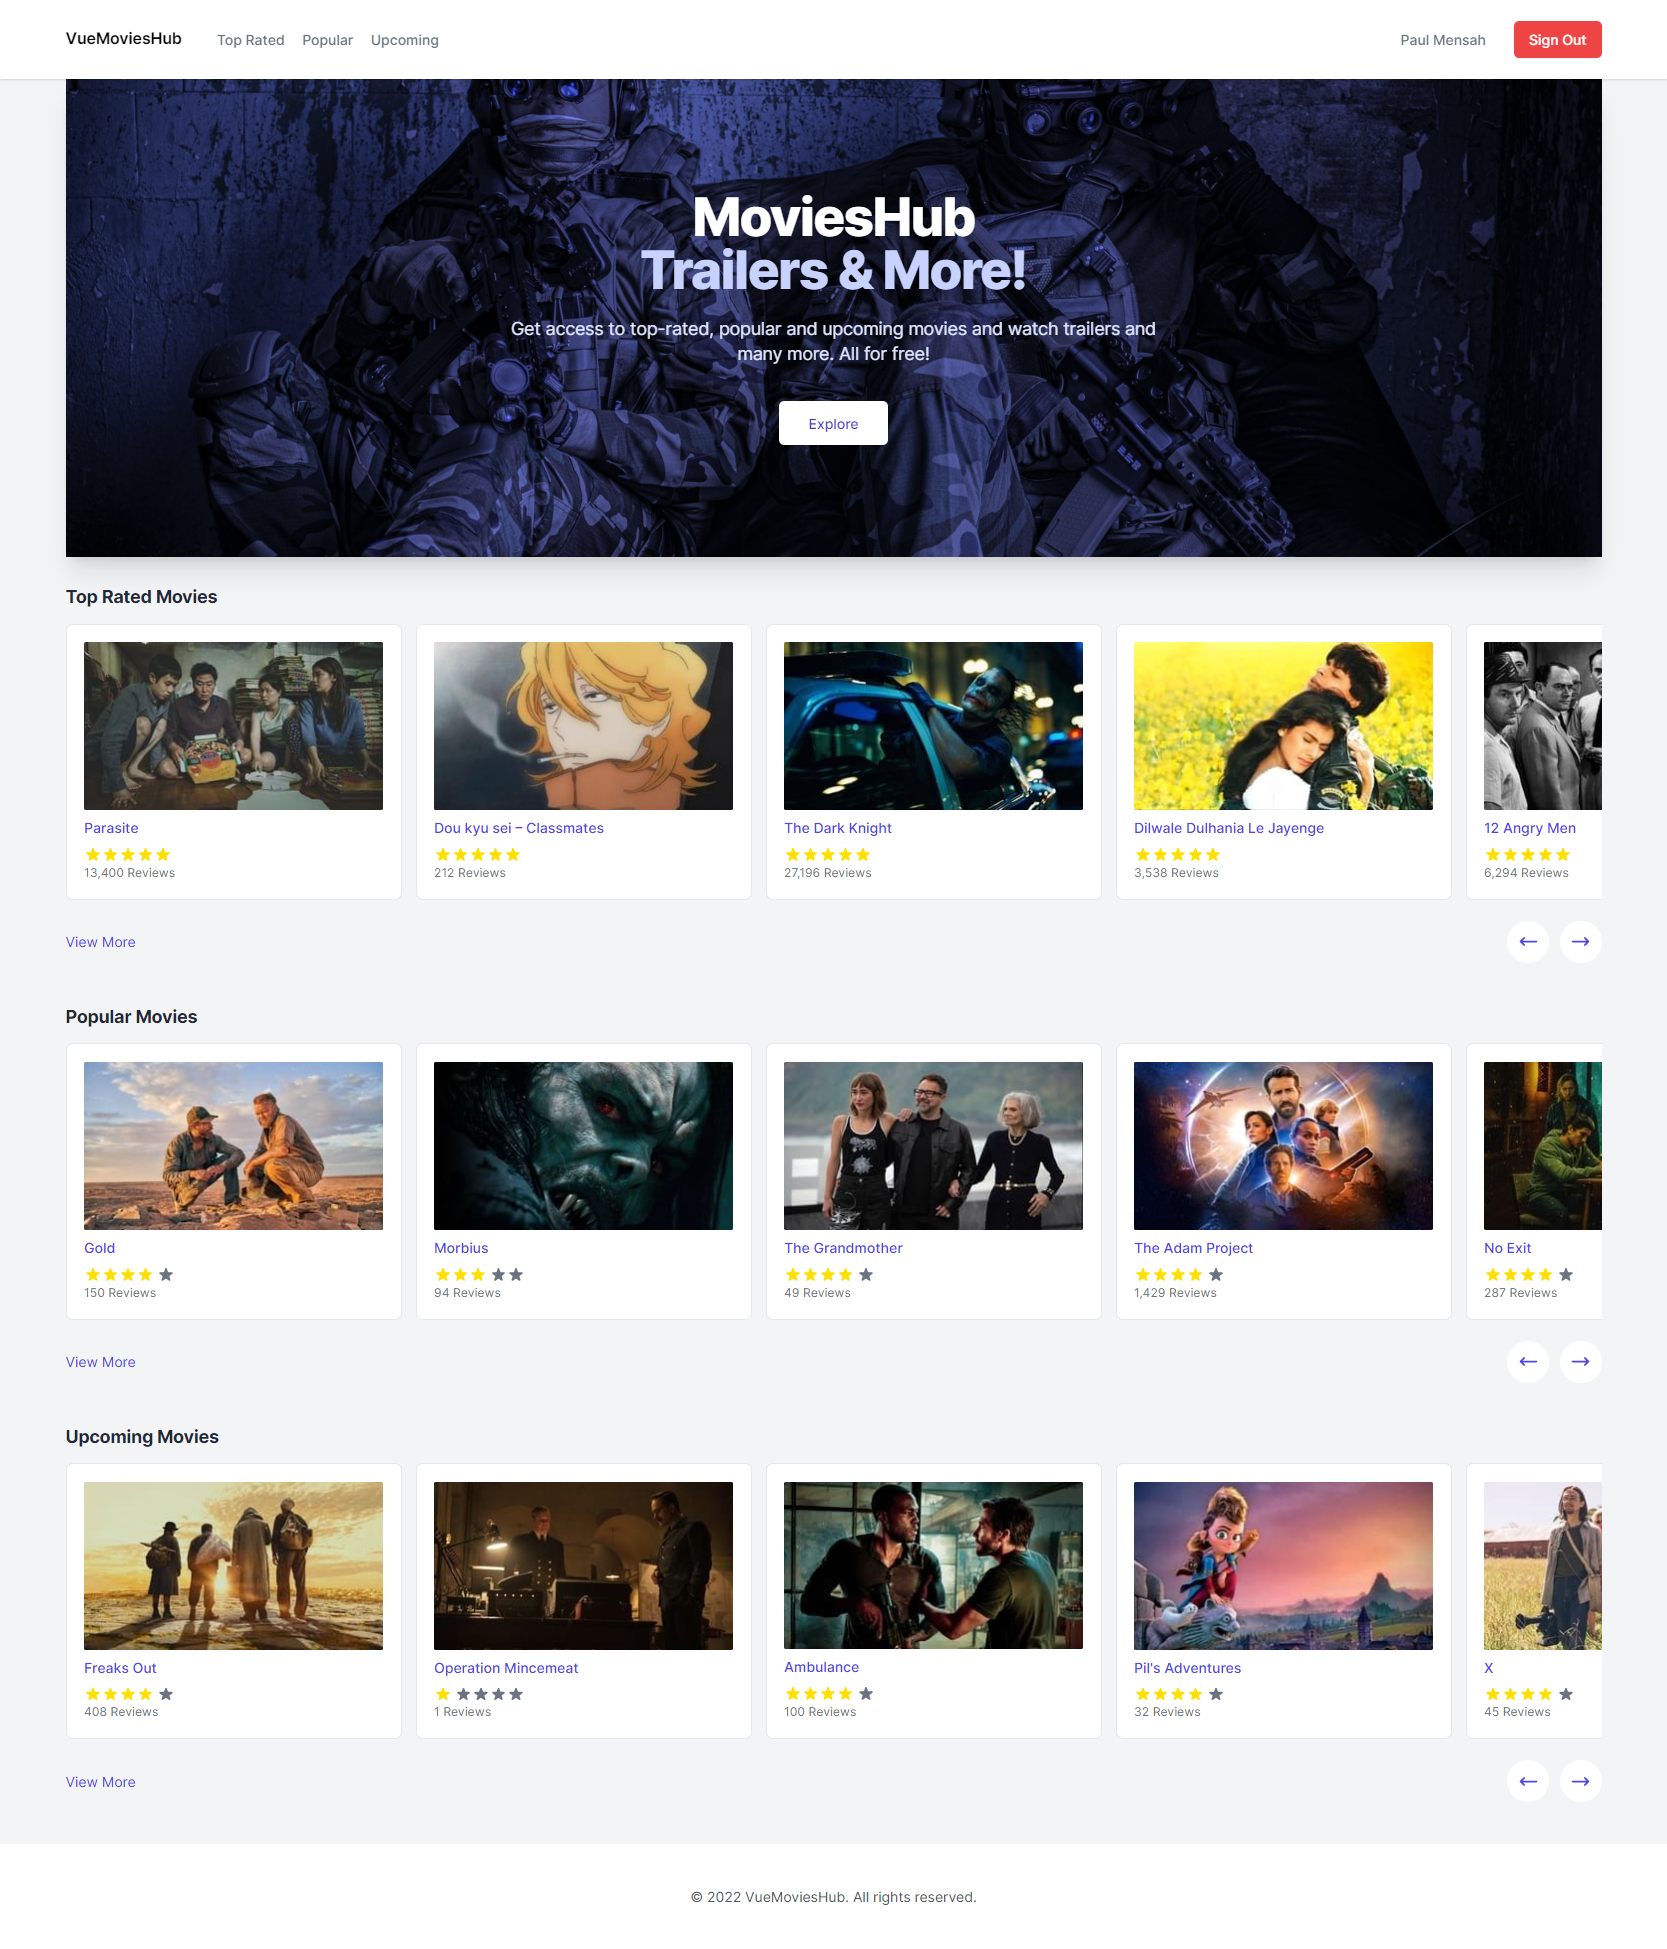 VueMoviesHub
Top Rated Popular Upcoming
Paul Mensah
Sign Out
MoviesHub
Trailers & More!
Get access to top-rated, popular and upcoming movies and watch trailers and
many more. All for free!
Explore
Top Rated Movies
Parasite
13,400 Reviews
Dou kyu sei – Classmates
212 Reviews
The Dark Knight
27,196 Reviews
Dilwale Dulhania Le Jayenge
3,538 Reviews
12 Angry Men
6,294 Reviews
View More
Popular Movies
Gold
150 Reviews
Morbius
94 Reviews
The Grandmother
49 Reviews
The Adam Project
1,429 Reviews
No Exit
287 Reviews
View More
Upcoming Movies
Freaks Out
408 Reviews
Operation Mincemeat
1 Reviews
Ambulance
100 Reviews
Pil's Adventures
32 Reviews
X
45 Reviews
View More
© 2022 VueMoviesHub. All rights reserved.